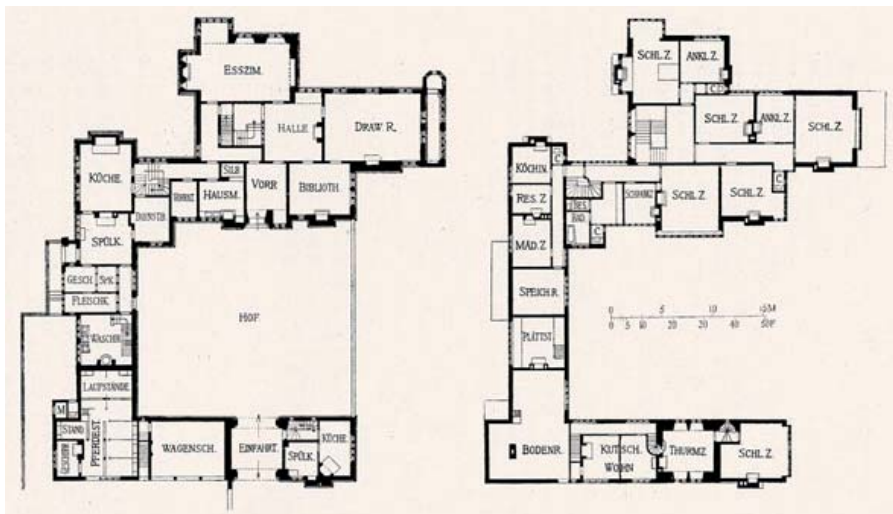 ESSZIM.
HALLE
DRAW. R.
KÜCHE.
SILB
HAUSM.
VORR
BIBLIOTH.
SPÜLK.
GESCH.
SPK.
FLEISCHK.
WASCHR.
HOF.
LAUFSTÄNDE
M
STAND
PFERDEST.
WAGENSCH.
EINFAHRT.
SPÜLK.
KÜCHE.
SCHL. Z.
ANKL. Z.
C
SCHL. Z.
ANKL. Z.
SCHL. Z.
KÖCHIN.
C
RES. Z.
BAD.
C
SCHL. Z.
SCHL. Z.
C
MÄD. Z.
SPEICH. R.
PLÄTTST.
0 5 10 15M
0 5 10 20 30 40 50F
BODENR.
KUTSCH.
WOHN
THURMZ.
SCHL. Z.